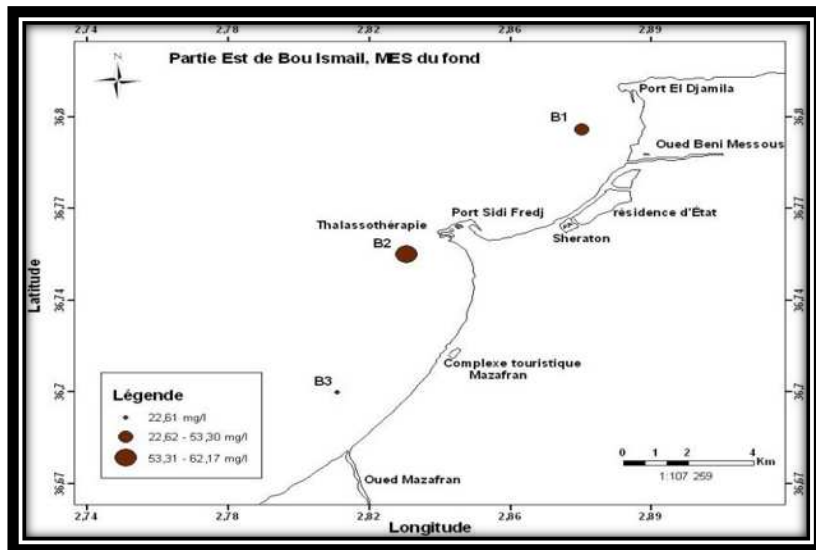 2,74 2,78 2,82 2,86 2,89
Partie Est de Bou Ismail, MES du fond
N
Port El Djamila
B1
36,8 36,8
Oued Beni Messous
36,77 36,77
Port Sidi Fredj
résidence d'État
Thalassothérapie
B2
Sheraton
Latitude
36,74 36,74
Complexe touristique
Mazafran
B3
36,7 36,7
Légende
22,61 mg/l
22,62 - 53,30 mg/l
53,31 - 62,17 mg/l
0 1 2 4
Km
1:107 259
Oued Mazafran
36,67 36,67
2,74 2,78 2,82 2,86 2,89
Longitude